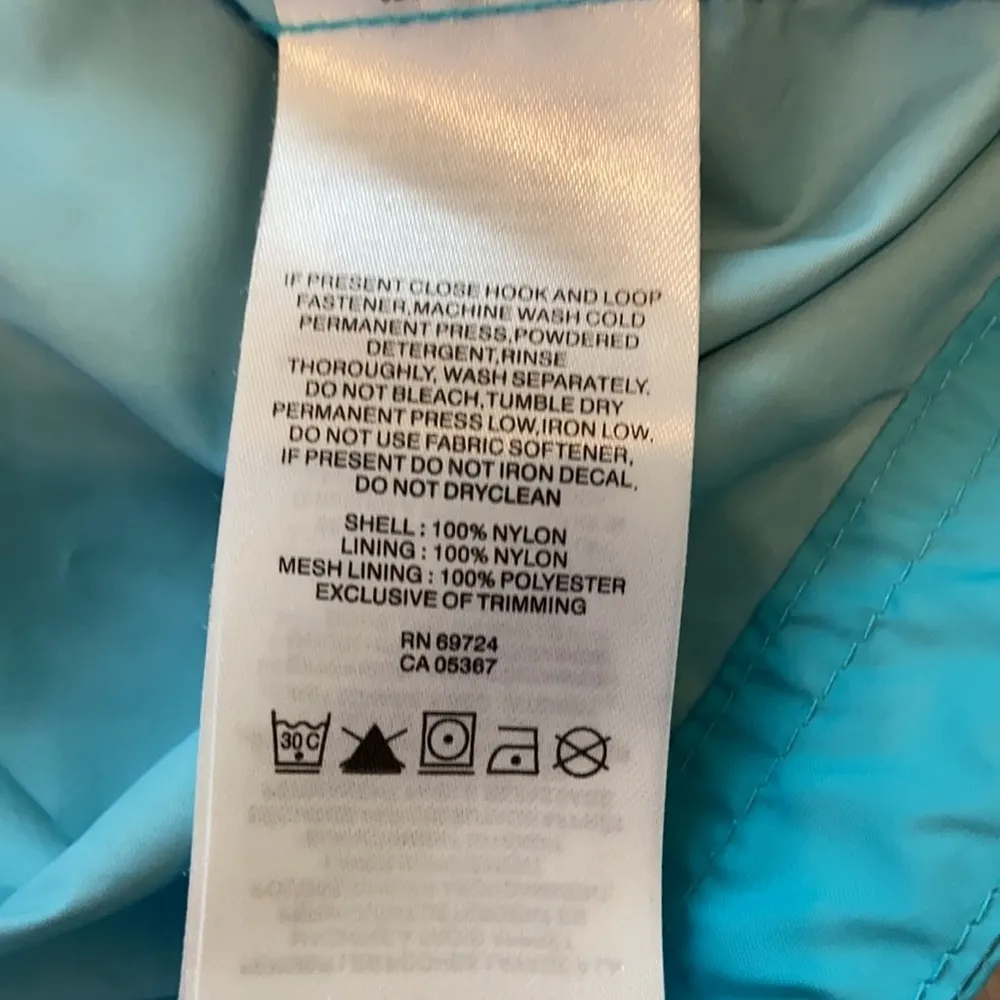 IF PRESENT CLOSE HOOK AND LOOP
FASTENER,MACHINE WASH COLD
PERMANENT PRESS,POWDERED
DETERGENT,RINSE
THOROUGHLY, WASH SEPARATELY,
DO NOT BLEACH,TUMBLE DRY
PERMANENT PRESS LOW,IRON LOW,
DO NOT USE FABRIC SOFTENER,
IF PRESENT DO NOT IRON DECAL,
DO NOT DRYCLEAN
SHELL : 100% NYLON
LINING : 100% NYLON
MESH LINING : 100% POLYESTER
EXCLUSIVE OF TRIMMING
RN 69724
CA 05367
30 C